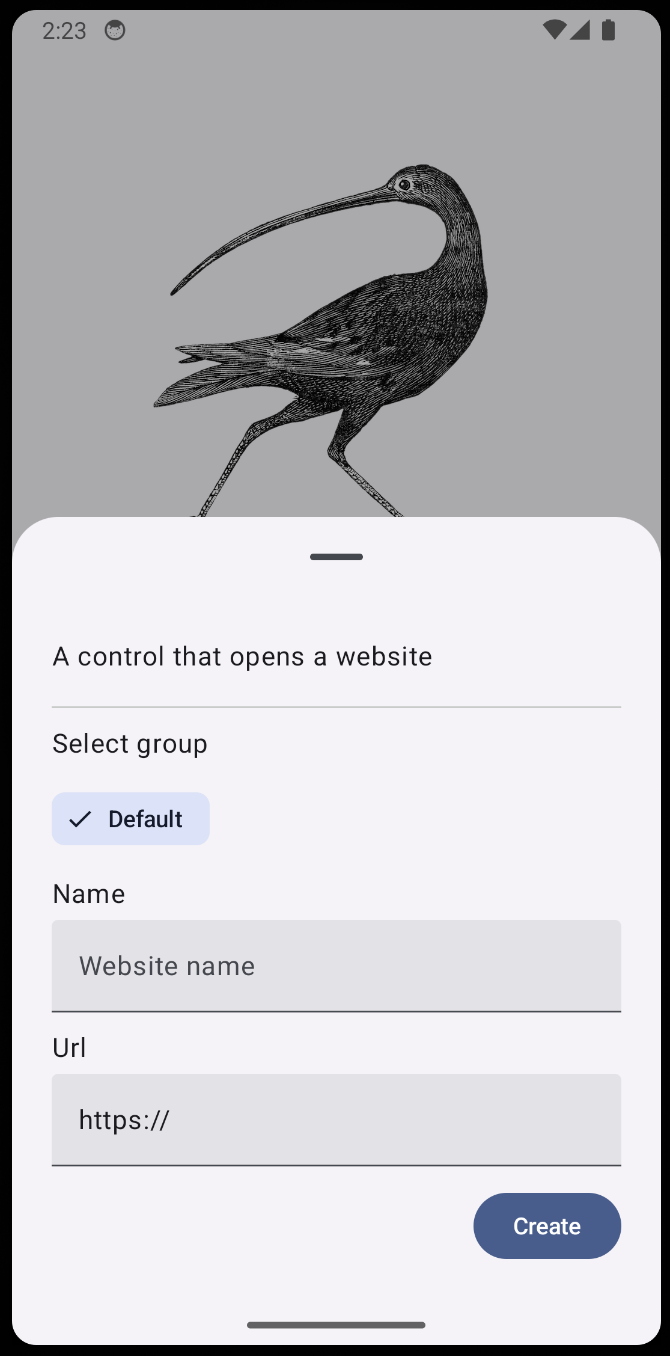 2:23
A control that opens a website
Select group
Default
Name
Website name
Url
https://
Create